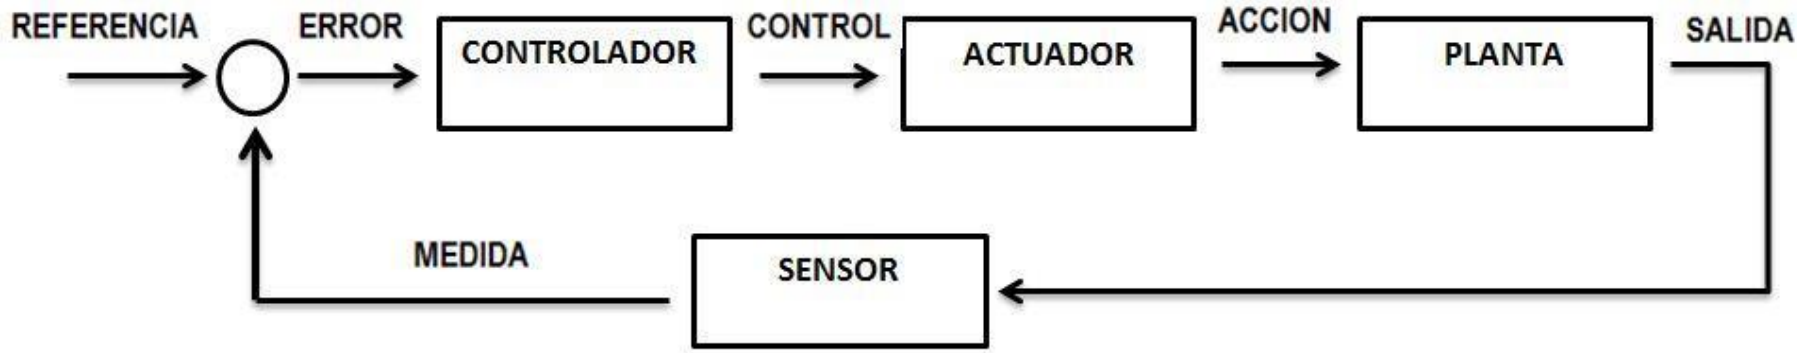 REFERENCIA
ERROR
CONTROLADOR
CONTROL
ACTUADOR
ACCION
PLANTA
SALIDA
MEDIDA
SENSOR